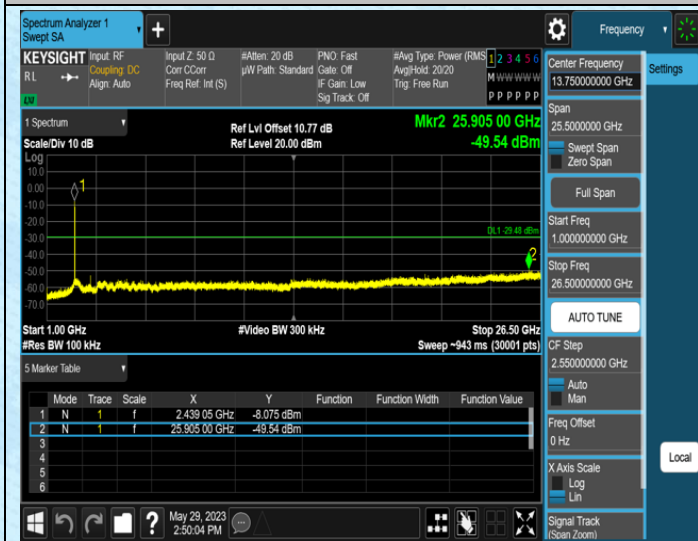 Spectrum Analyzer 1
Swept SA
+
Frequency
KEYSIGHT
RL
LXI
Input: RF
Coupling: DC
Align: Auto
Input Z: 50 Ω
Corr CCorr
Freq Ref: Int (S)
#Atten: 20 dB
µW Path: Standard
PNO: Fast
Gate: Off
IF Gain: Low
Sig Track: Off
#Avg Type: Power (RMS
Avg|Hold: 20/20
Trig: Free Run
1 2 3 4 5 6
M W W W W W
P P P P P P
1 Spectrum
Scale/Div 10 dB
Ref Lvl Offset 10.77 dB
Ref Level 20.00 dBm
Mkr2 25.905 00 GHz
-49.54 dBm
Log
10.0
0.00
-10.0
-20.0
-30.0
-40.0
-50.0
-60.0
-70.0
1
DL1 -29.48 dBm
2
Start 1.00 GHz
#Res BW 100 kHz
#Video BW 300 kHz
Stop 26.50 GHz
Sweep ~943 ms (30001 pts)
5 Marker Table
Mode Trace Scale X Y Function Function Width Function Value
1 N 1 f 2.439 05 GHz -8.075 dBm
2 N 1 f 25.905 00 GHz -49.54 dBm
3
4
5
6
?
May 29, 2023
2:50:04 PM
Center Frequency
13.750000000 GHz
Span
25.5000000 GHz
Swept Span
Zero Span
Full Span
Start Freq
1.000000000 GHz
Stop Freq
26.500000000 GHz
AUTO TUNE
CF Step
2.550000000 GHz
Auto
Man
Freq Offset
0 Hz
X Axis Scale
Log
Lin
Signal Track
(Span Zoom)
Settings
Local